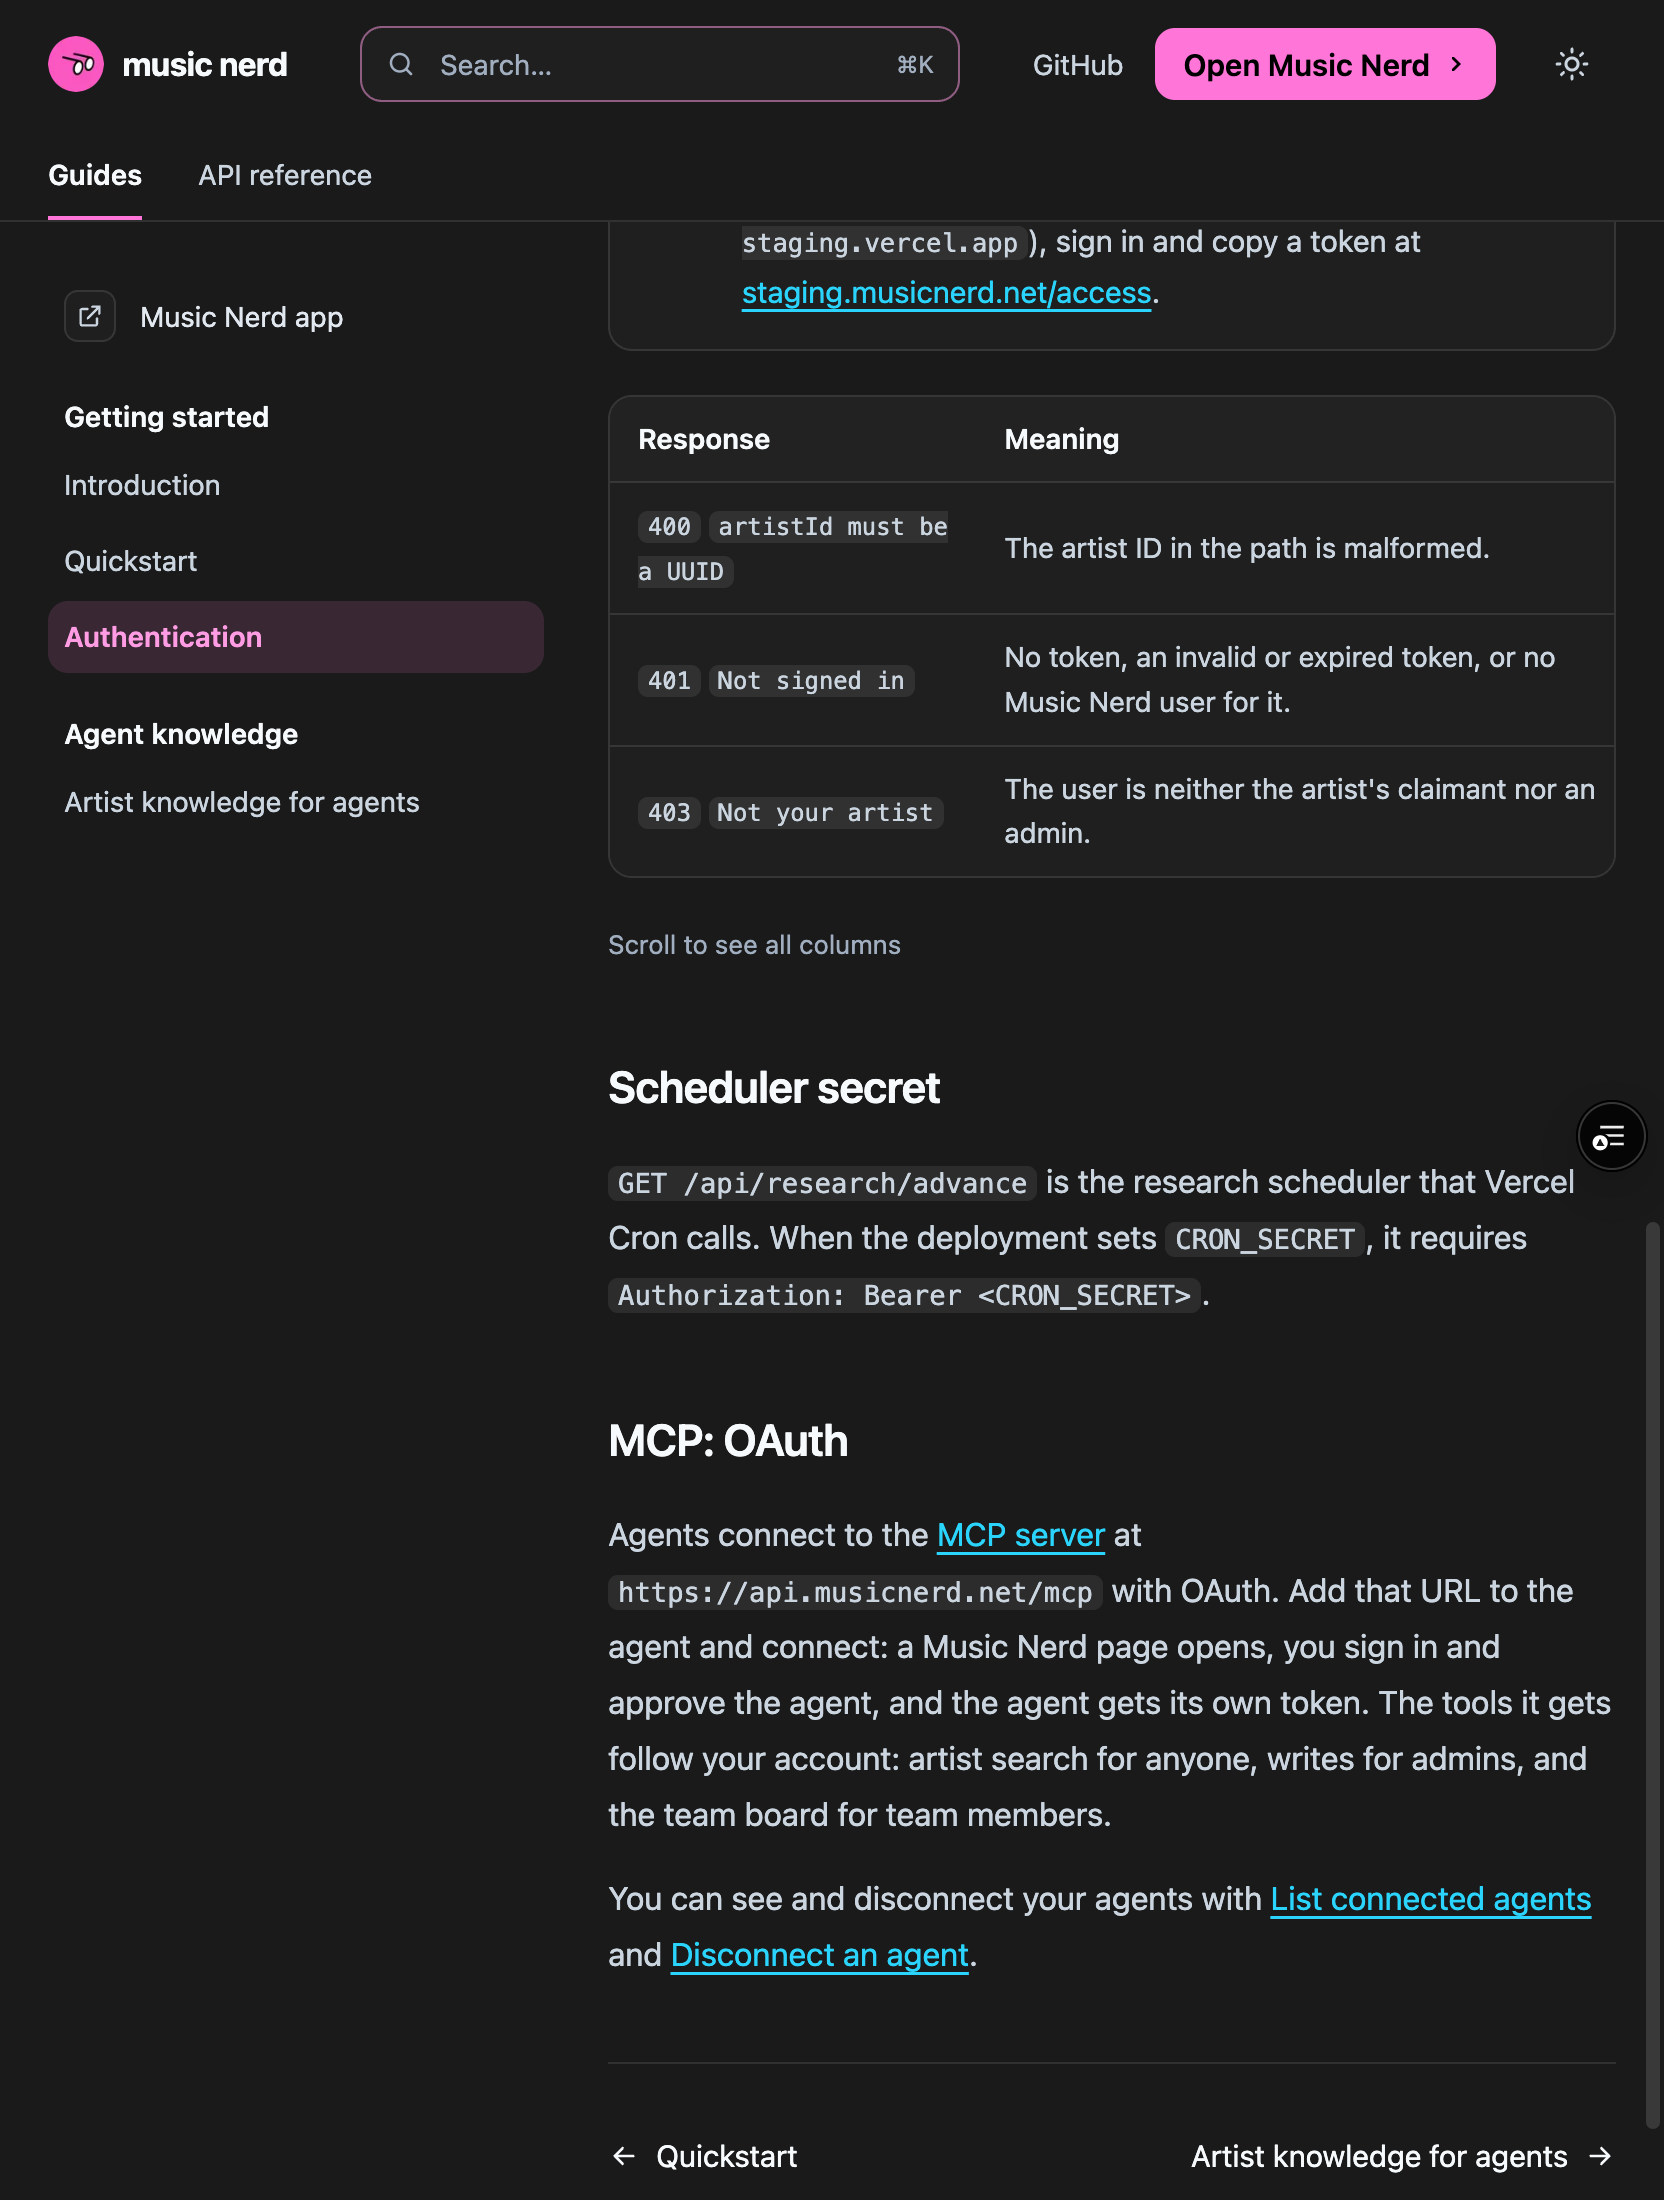 music nerd
Search...
⌘K
GitHub
Open Music Nerd
Guides
API reference
Music Nerd app
Getting started
Introduction
Quickstart
Authentication
Agent knowledge
Artist knowledge for agents
staging.vercel.app), sign in and copy a token at
staging.musicnerd.net/access.
Response Meaning
400 artistId must be
a UUID
The artist ID in the path is malformed.
401 Not signed in
No token, an invalid or expired token, or no
Music Nerd user for it.
403 Not your artist
The user is neither the artist's claimant nor an
admin.
Scroll to see all columns
Scheduler secret
GET /api/research/advance is the research scheduler that Vercel
Cron calls. When the deployment sets CRON_SECRET, it requires
Authorization: Bearer <CRON_SECRET>.
MCP: OAuth
Agents connect to the MCP server at
https://api.musicnerd.net/mcp with OAuth. Add that URL to the
agent and connect: a Music Nerd page opens, you sign in and
approve the agent, and the agent gets its own token. The tools it gets
follow your account: artist search for anyone, writes for admins, and
the team board for team members.
You can see and disconnect your agents with List connected agents
and Disconnect an agent.
← Quickstart
Artist knowledge for agents →